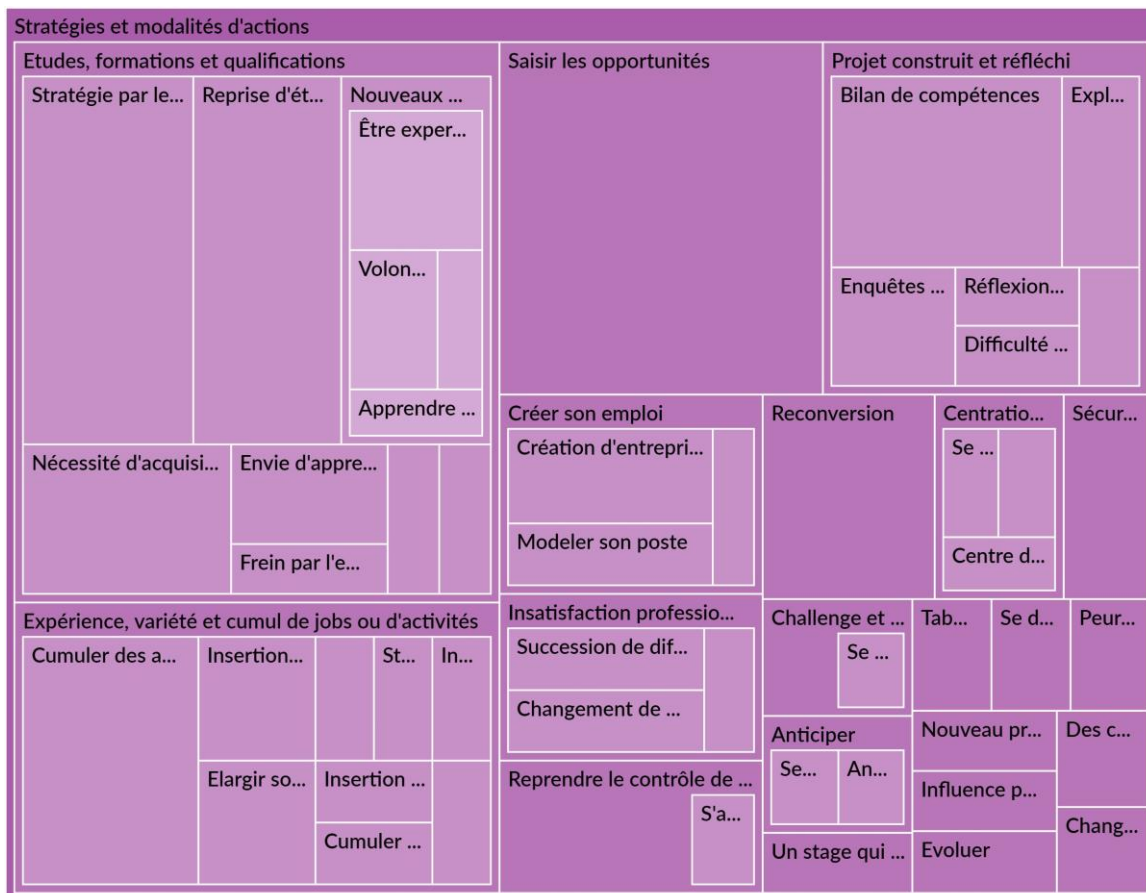 Stratégies et modalités d'actions
Etudes, formations et qualifications
Stratégie par le...
Reprise d'ét...
Nouveaux ...
Être exper...
Volon...
Apprendre ...
Nécessité d'acquisi...
Envie d'appre...
Frein par l'e...
Expérience, variété et cumul de jobs ou d'activités
Cumuler des a...
Insertion...
St...
In...
Elargir so...
Insertion ...
Cumuler ...
Saisir les opportunités
Projet construit et réfléchi
Bilan de compétences
Expl...
Enquêtes ...
Réflexion...
Difficulté ...
Créer son emploi
Création d'entrepri...
Modeler son poste
Insatisfaction professio...
Succession de dif...
Changement de ...
Reprendre le contrôle de ...
S'a...
Reconversion
Centratio...
Se ...
Centre d...
Sécur...
Challenge et ...
Se ...
Tab...
Se d...
Peur...
Anticiper
Se...
An...
Nouveau pr...
Des c...
Influence p...
Chang...
Un stage qui ...
Evoluer